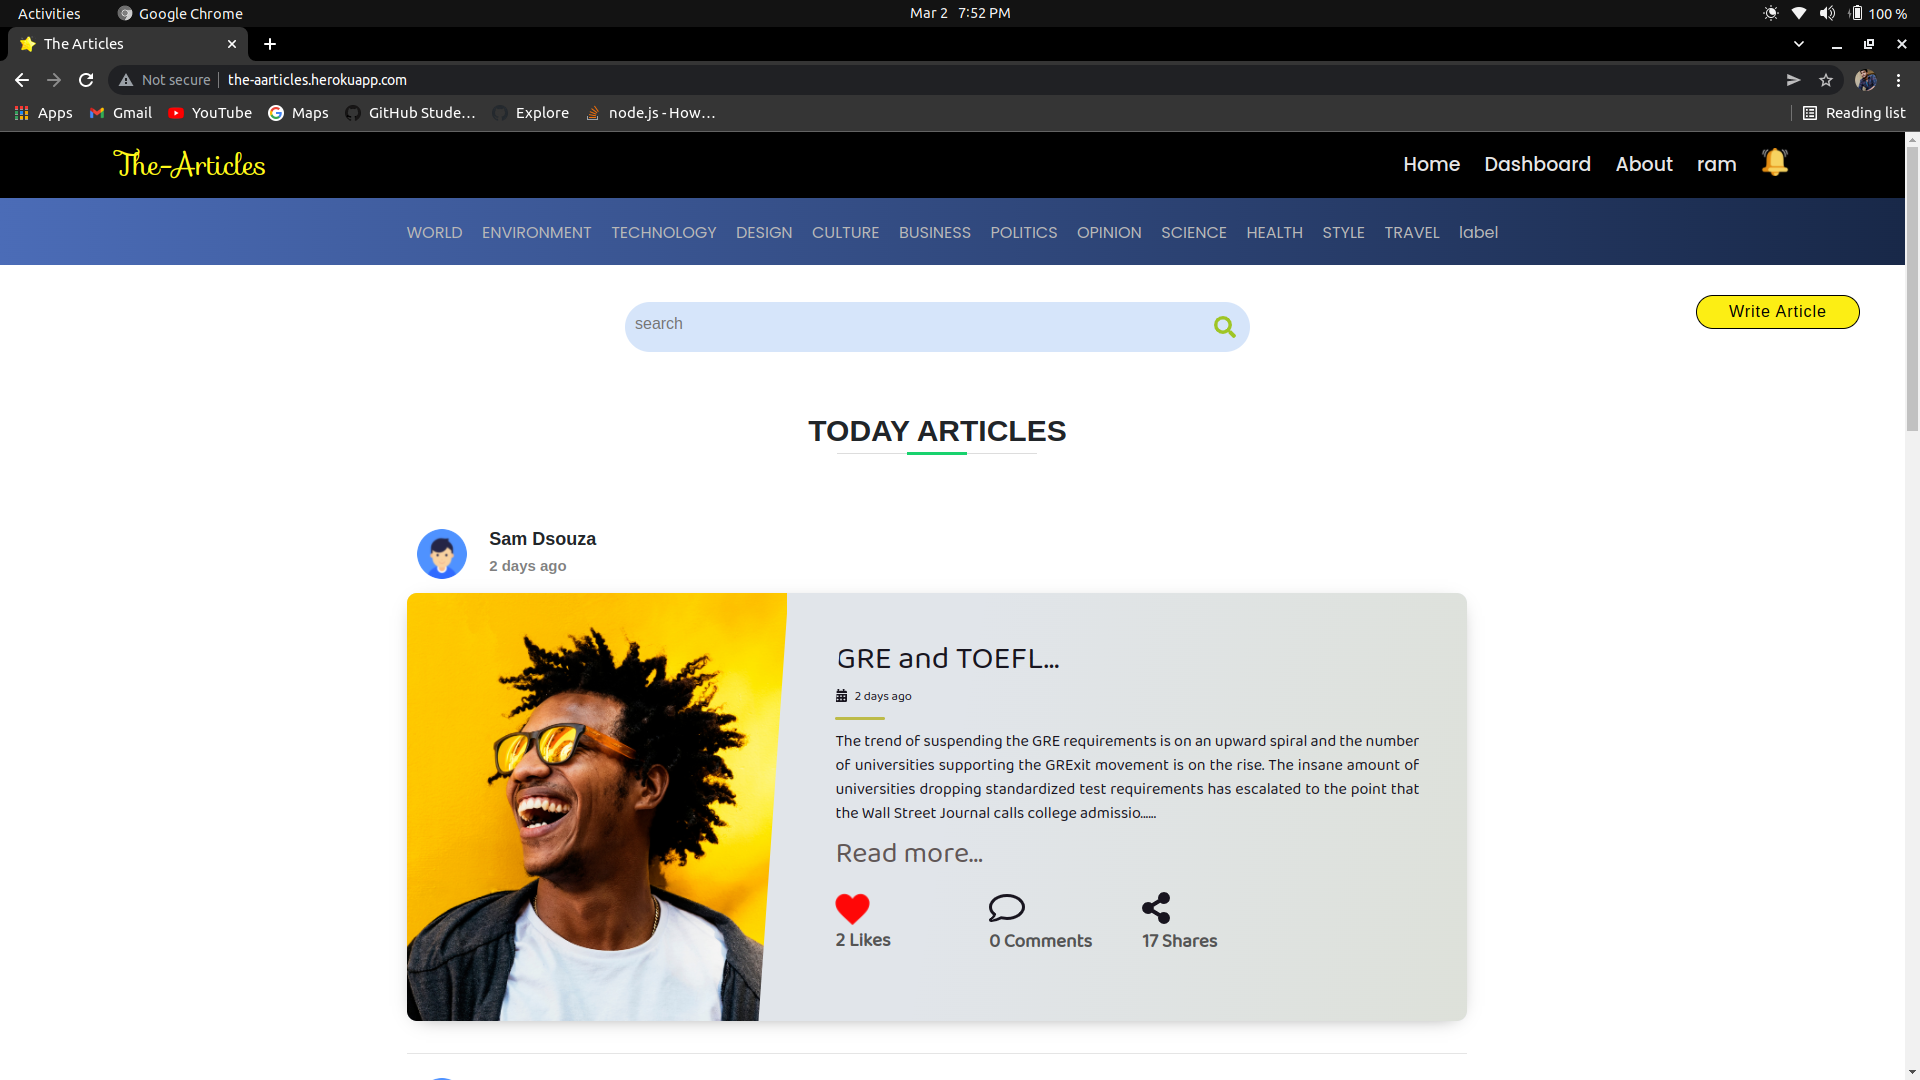 Activities Google Chrome Mar 2 7:52 PM 100 %
The Articles
Not secure the-aarticles.herokuapp.com
Apps Gmail YouTube Maps GitHub Stude... Explore node.js - How... Reading list
The-Articles Home Dashboard About ram
WORLD ENVIRONMENT TECHNOLOGY DESIGN CULTURE BUSINESS POLITICS OPINION SCIENCE HEALTH STYLE TRAVEL label
search
Write Article
TODAY ARTICLES
Sam Dsouza
2 days ago
GRE and TOEFL...
2 days ago
The trend of suspending the GRE requirements is on an upward spiral and the number
of universities supporting the GRExit movement is on the rise. The insane amount of
universities dropping standardized test requirements has escalated to the point that
the Wall Street Journal calls college admissio......
Read more...
2 Likes 0 Comments 17 Shares